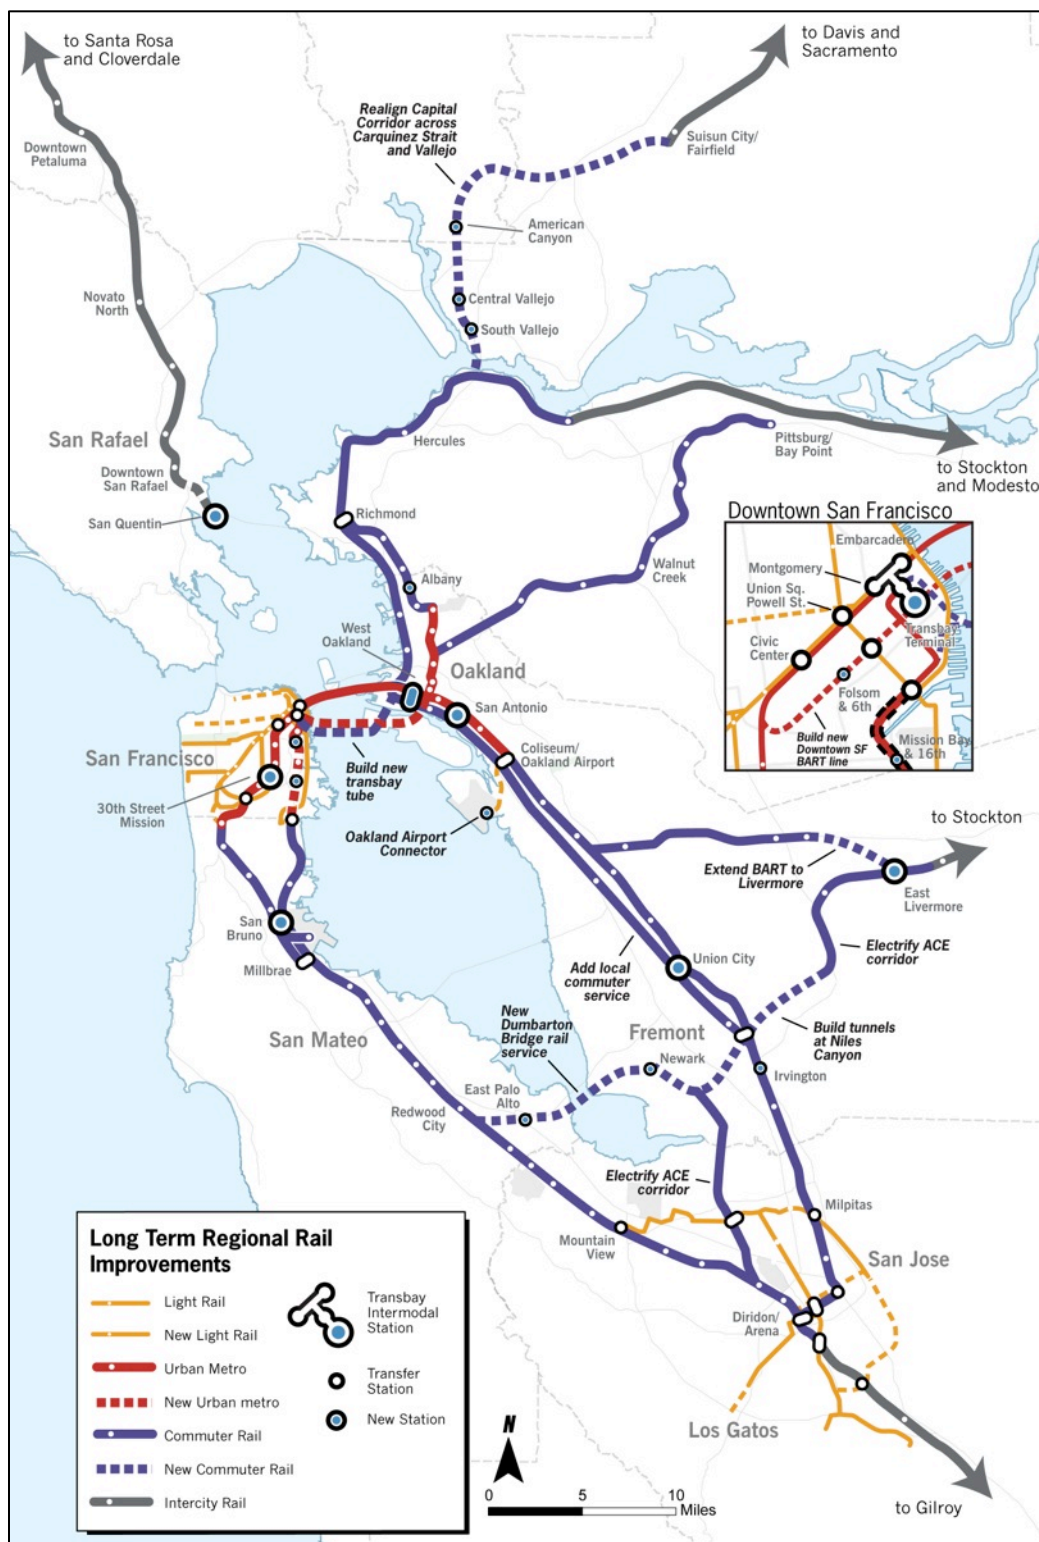 to Santa Rosa
and Cloverdale
to Davis and
Sacramento
Realign Capital
Corridor across
Carquinez Strait
and Vallejo
Downtown
Petaluma
Suisun City/
Fairfield
American
Canyon
Novato
North
Central Vallejo
South Vallejo
San Rafael
Hercules
Pittsburg/
Bay Point
to Stockton
and Modesto
Downtown
San Rafael
San Quentin
Richmond
Albany
Walnut
Creek
West
Oakland
Oakland
San Antonio
Downtown San Francisco
Embarcadero
Montgomery
Union Sq.
Powell St.
Civic
Center
Transbay
Terminal
Folsom
& 6th
Build new
Downtown SF
BART line
Mission Bay
& 16th
San Francisco
Build new
transbay
tube
Coliseum/
Oakland Airport
30th Street
Mission
Oakland Airport
Connector
to Stockton
Extend BART to
Livermore
East
Livermore
San
Bruno
Millbrae
Add local
commuter
service
Union City
Electrify ACE
corridor
San Mateo
New
Dumbarton
Bridge rail
service
Fremont
Newark
Build tunnels
at Niles
Canyon
Irvington
East Palo
Alto
Redwood
City
Electrify ACE
corridor
Milpitas
Mountain
View
San Jose
Diridon/
Arena
Los Gatos
to Gilroy
Long Term Regional Rail
Improvements
Light Rail
New Light Rail
Urban Metro
New Urban metro
Commuter Rail
New Commuter Rail
Intercity Rail
Transbay
Intermodal
Station
Transfer
Station
New Station
N
0 5 10
Miles